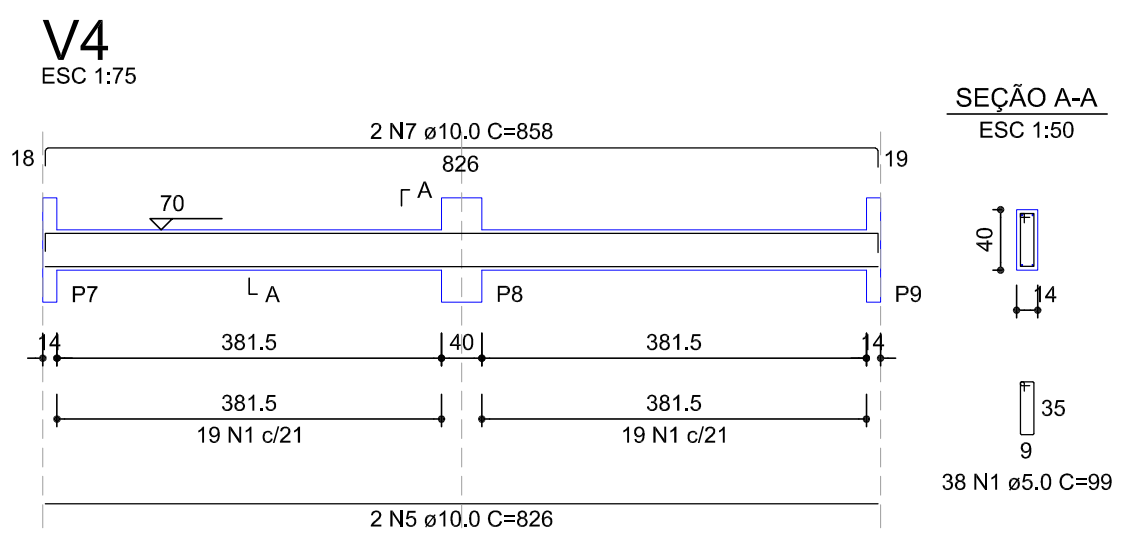 V4
ESC 1:75
SEÇÃO A-A
ESC 1:50
2 N7 ø10.0 C=858
18
826
19
A
70
40
14
A
P7
P8
P9
14
381.5
40
381.5
14
381.5
381.5
19 N1 c/21
19 N1 c/21
35
9
38 N1 ø5.0 C=99
2 N5 ø10.0 C=826